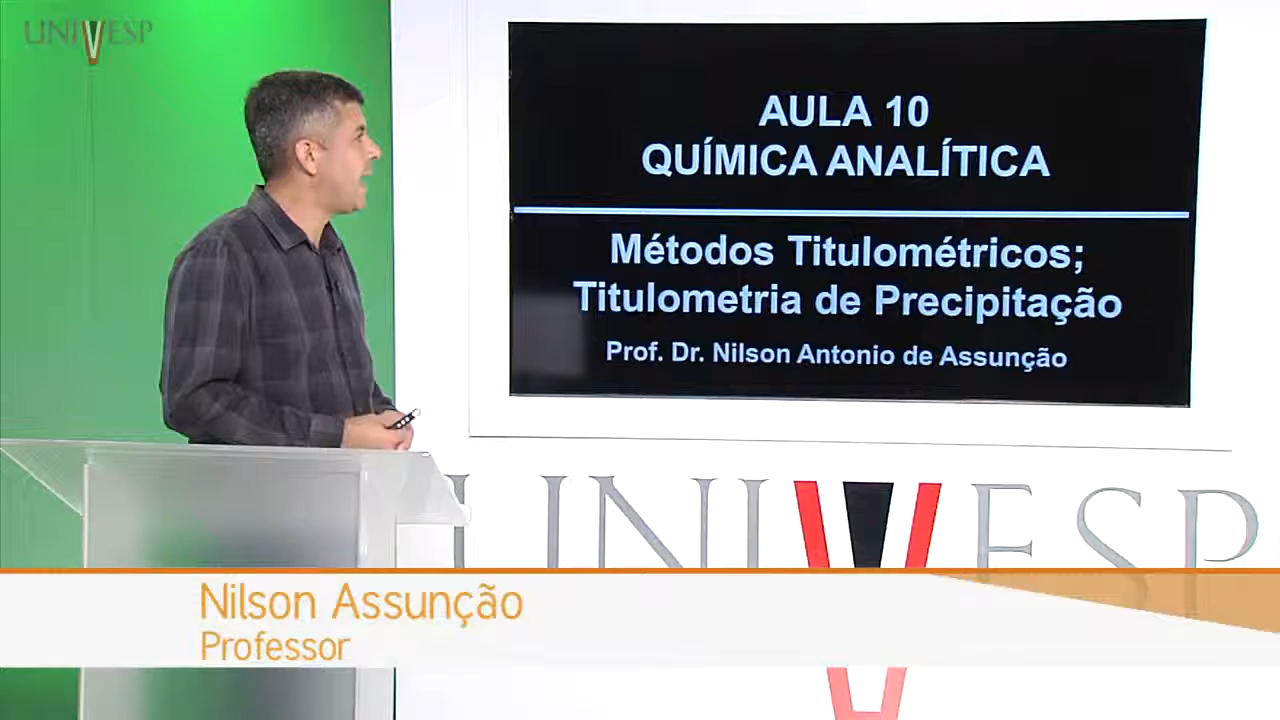 UNIVESP
AULA 10
QUÍMICA ANALÍTICA
Métodos Titulométricos;
Titulometria de Precipitação
Prof. Dr. Nilson Antonio de Assunção
UNIVESP
Nilson Assunção
Professor